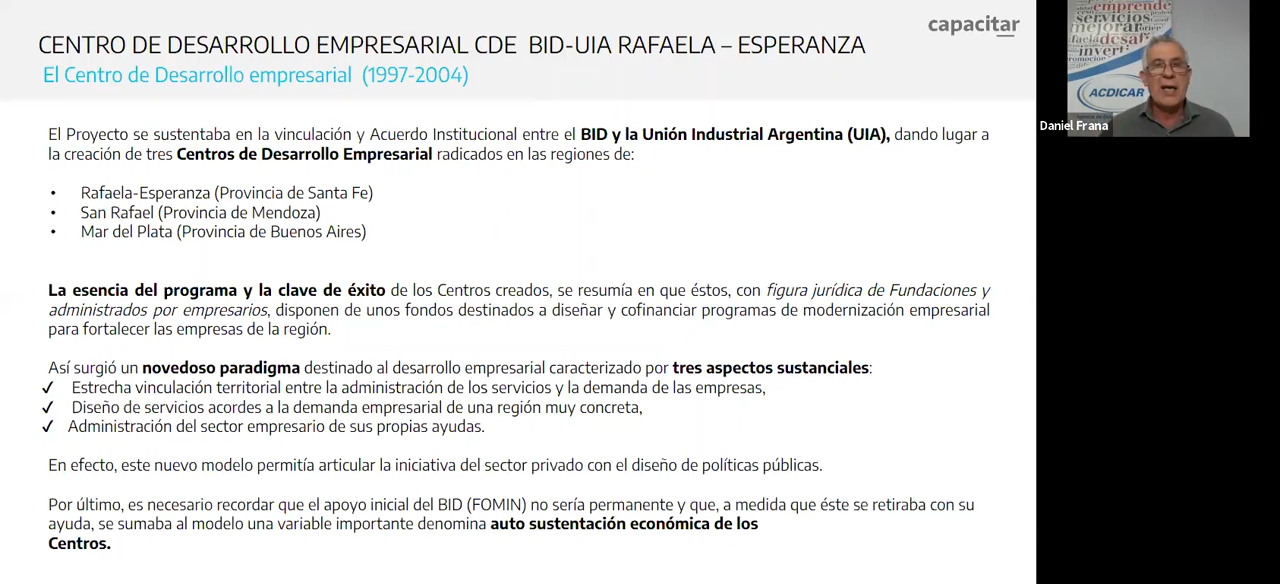 capacitar
CENTRO DE DESARROLLO EMPRESARIAL CDE BID-UIA RAFAELA – ESPERANZA
El Centro de Desarrollo empresarial (1997-2004)
El Proyecto se sustentaba en la vinculación y Acuerdo Institucional entre el BID y la Unión Industrial Argentina (UIA), dando lugar a
la creación de tres Centros de Desarrollo Empresarial radicados en las regiones de:
• Rafaela-Esperanza (Provincia de Santa Fe)
• San Rafael (Provincia de Mendoza)
• Mar del Plata (Provincia de Buenos Aires)
La esencia del programa y la clave de éxito de los Centros creados, se resumía en que éstos, con figura jurídica de Fundaciones y
administrados por empresarios, disponen de unos fondos destinados a diseñar y cofinanciar programas de modernización empresarial
para fortalecer las empresas de la región.
Así surgió un novedoso paradigma destinado al desarrollo empresarial caracterizado por tres aspectos sustanciales:
✓ Estrecha vinculación territorial entre la administración de los servicios y la demanda de las empresas,
✓ Diseño de servicios acordes a la demanda empresarial de una región muy concreta,
✓ Administración del sector empresario de sus propias ayudas.
En efecto, este nuevo modelo permitía articular la iniciativa del sector privado con el diseño de políticas públicas.
Por último, es necesario recordar que el apoyo inicial del BID (FOMIN) no sería permanente y que, a medida que éste se retiraba con su
ayuda, se sumaba al modelo una variable importante denomina auto sustentación económica de los
Centros.
emprende
servicios
mejorar
desaf
invert
ACDICAR
Daniel Frana